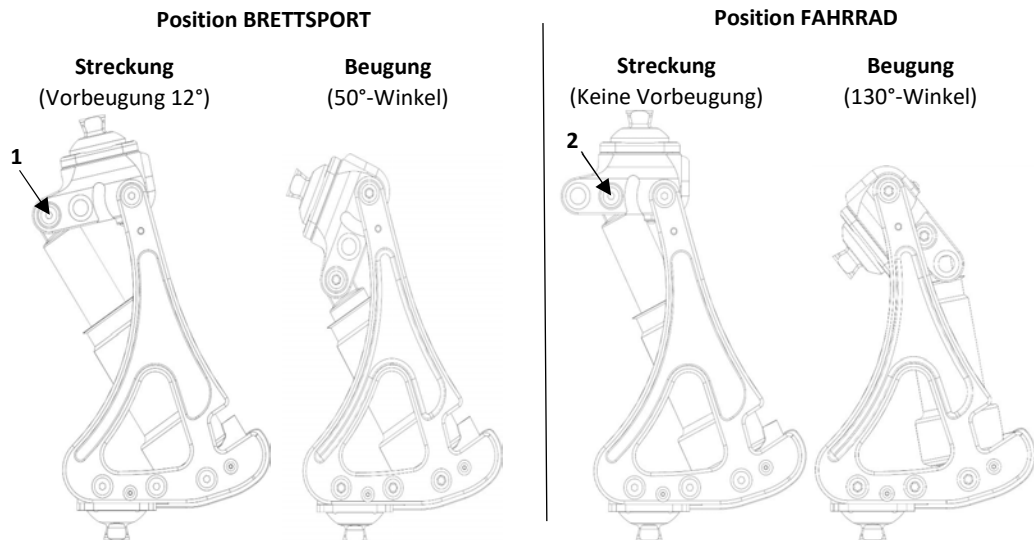 Position BRETTSPORT
Streckung
(Vorbeugung 12°)
1
Beugung
(50°-Winkel)
Position FAHRRAD
Streckung
(Keine Vorbeugung)
2
Beugung
(130°-Winkel)